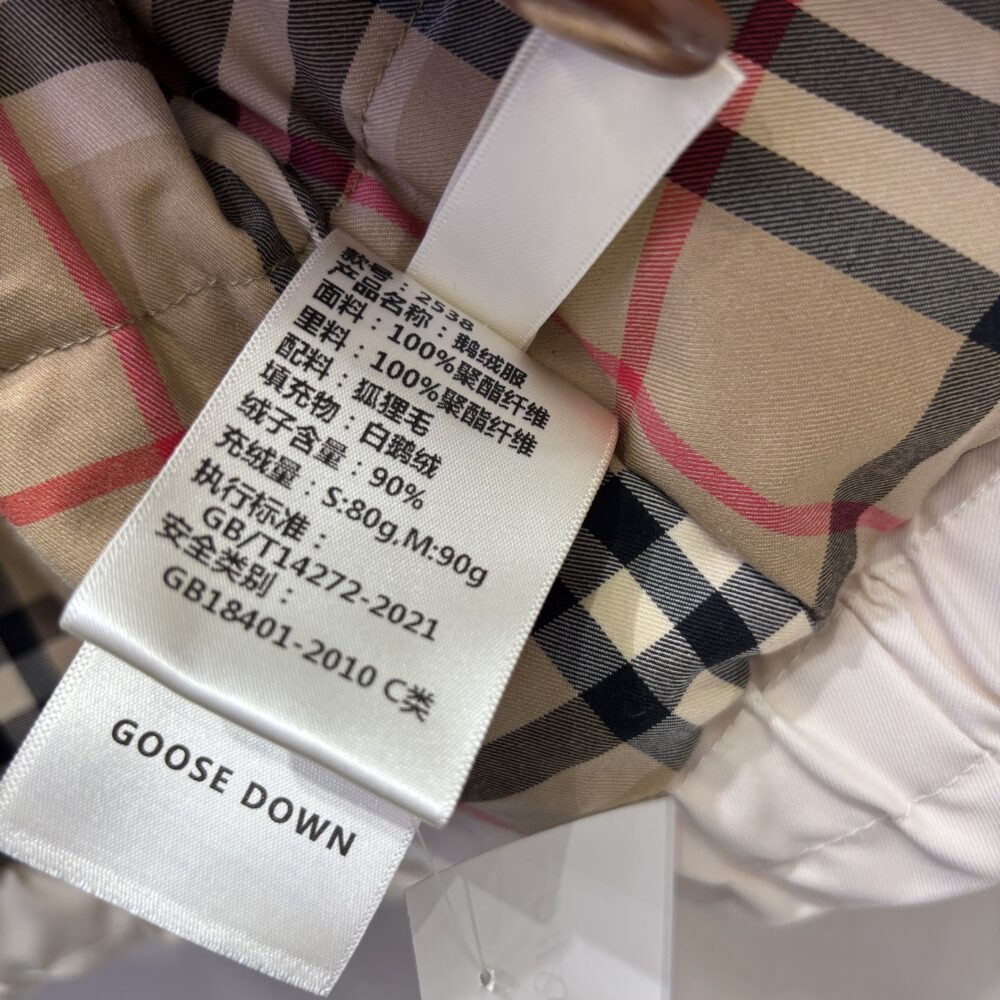 款号：2538
产品名称：鹅绒服
面料：100%聚酯纤维
里料：100%聚酯纤维
配料：狐狸毛
填充物：白鹅绒
绒子含量：90%
充绒量：S:80g,M:90g
执行标准：
GB/T14272-2021
安全类别：
GB18401-2010 C类
GOOSE DOWN